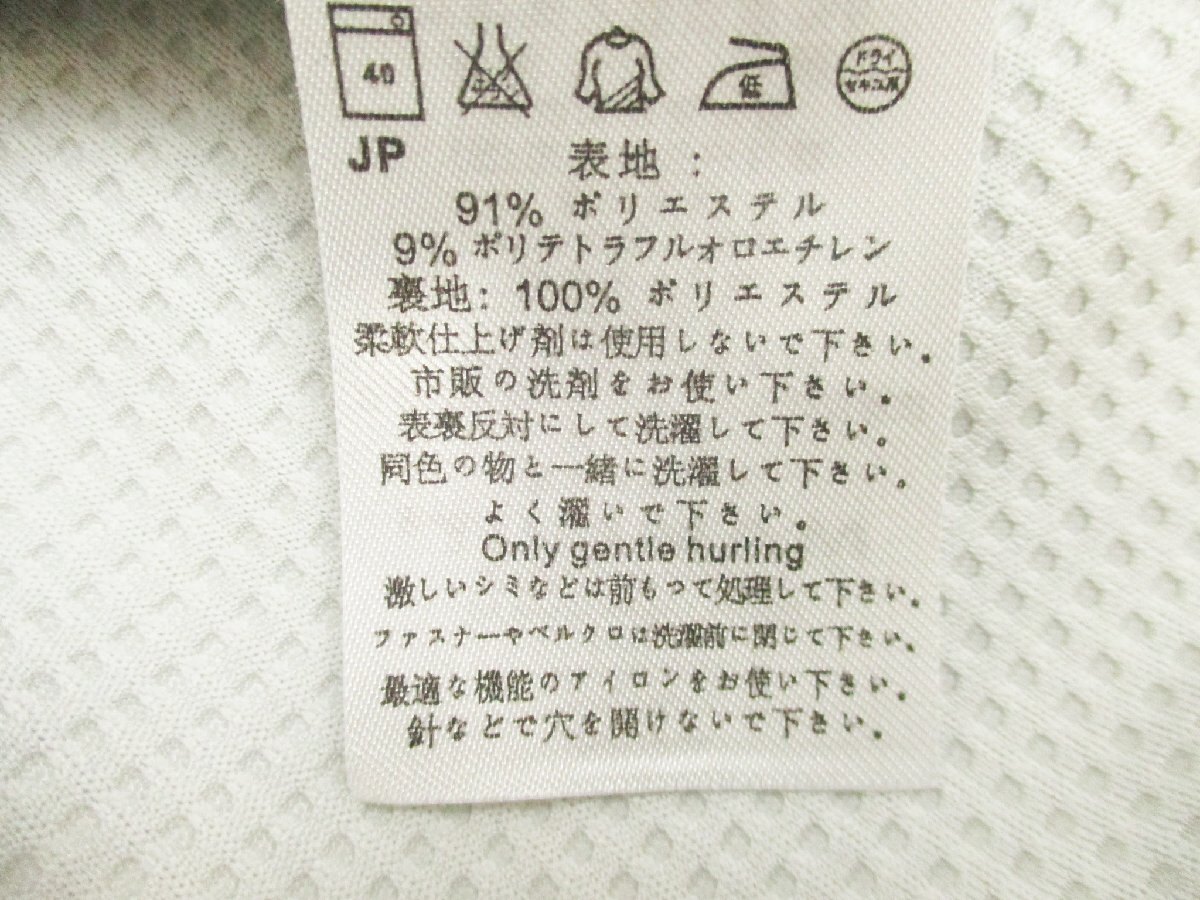 40 低 ドライ
セキユ系
JP 表地 :
91% ポリエステル
9% ポリテトラフルオロエチレン
裏地: 100% ポリエステル
柔軟仕上げ剤は使用しないで下さい。
市販の洗剤をお使い下さい。
表裏反対にして洗濯して下さい。
同色の物と一緒に洗濯して下さい。
よく濯いで下さい。
Only gentle hurling
激しいシミなどは前もつて処理して下さい。
ファスナーやベルクロは洗濯前に閉じて下さい。
最適な機能のアイロンをお使い下さい。
針などで穴を開けないで下さい。